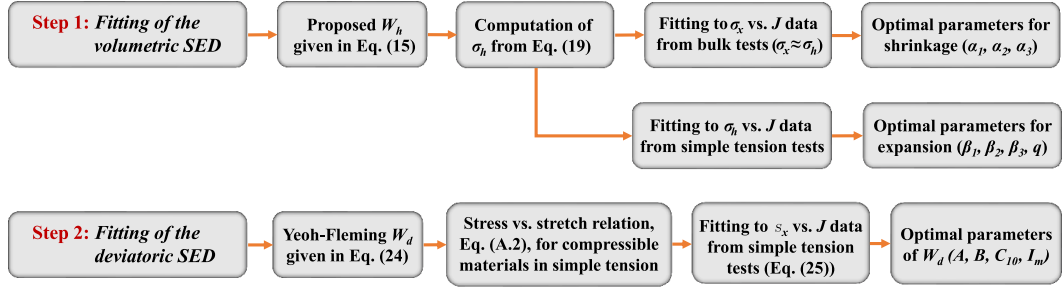 Step 1: Fitting of the
volumetric SED
Proposed W_h
given in Eq. (15)
Computation of
σ_h from Eq. (19)
Fitting to σ_x vs. J data
from bulk tests (σ_x≈σ_h)
Optimal parameters for
shrinkage (α_1, α_2, α_3)
Fitting to σ_h vs. J data
from simple tension tests
Optimal parameters for
expansion (β_1, β_2, β_3, q)
Step 2: Fitting of the
deviatoric SED
Yeoh-Fleming W_d
given in Eq. (24)
Stress vs. stretch relation,
Eq. (A.2), for compressible
materials in simple tension
Fitting to s_x vs. J data
from simple tension
tests (Eq. (25))
Optimal parameters
of W_d (A, B, C_10, I_m)